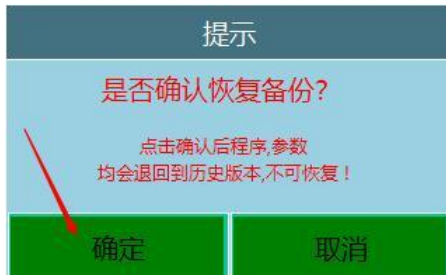 提示
是否确认恢复备份?
点击确认后程序,参数
均会退回到历史版本,不可恢复！
确定
取消